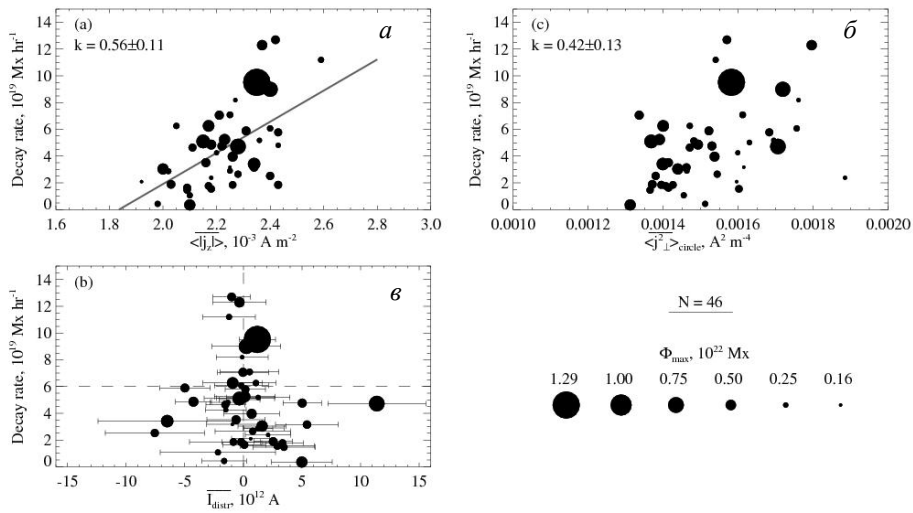 (a)
а
k = 0.56±0.11
Decay rate, 10¹⁹ Mx hr⁻¹
14
12
10
8
6
4
2
0
1.6 1.8 2.0 2.2 2.4 2.6 2.8 3.0
<|j_z|>, 10⁻³ A m⁻²
(c)
б
k = 0.42±0.13
Decay rate, 10¹⁹ Mx hr⁻¹
14
12
10
8
6
4
2
0
0.0010 0.0012 0.0014 0.0016 0.0018 0.0020
<j²_⊥>_circle, A² m⁻⁴
(b)
в
Decay rate, 10¹⁹ Mx hr⁻¹
14
12
10
8
6
4
2
0
-15 -10 -5 0 5 10 15
I_distr, 10¹² A
N = 46
Φ_max, 10²² Mx
1.29 1.00 0.75 0.50 0.25 0.16